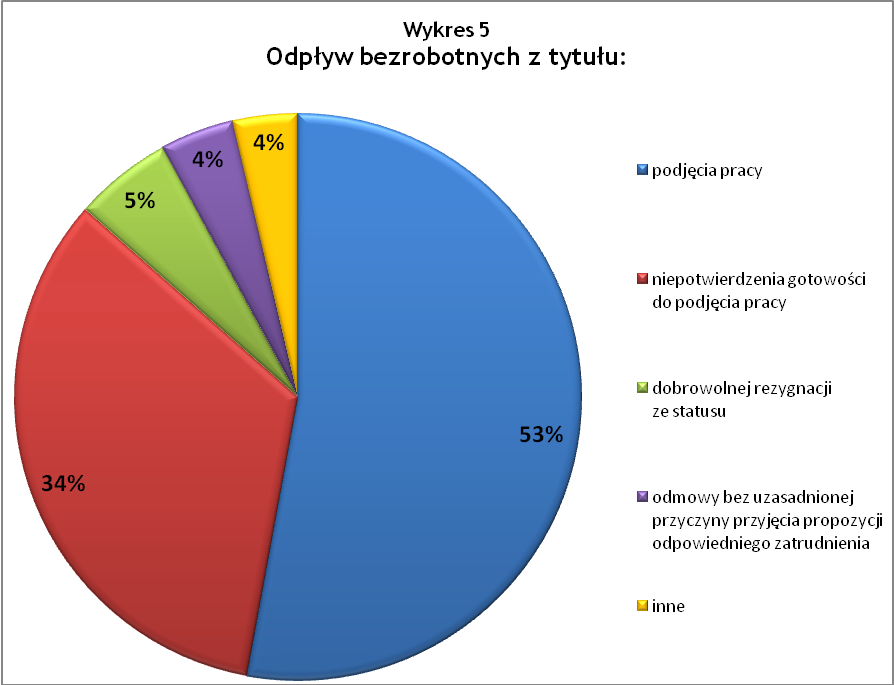 Wykres 5
Odpływ bezrobotnych z tytułu:
4%
4%
5%
53%
34%
podjęcia pracy
niepotwierdzenia gotowości
do podjęcia pracy
dobrowolnej rezygnacji
ze statusu
odmowy bez uzasadnionej
przyczyny przyjęcia propozycji
odpowiedniego zatrudnienia
inne